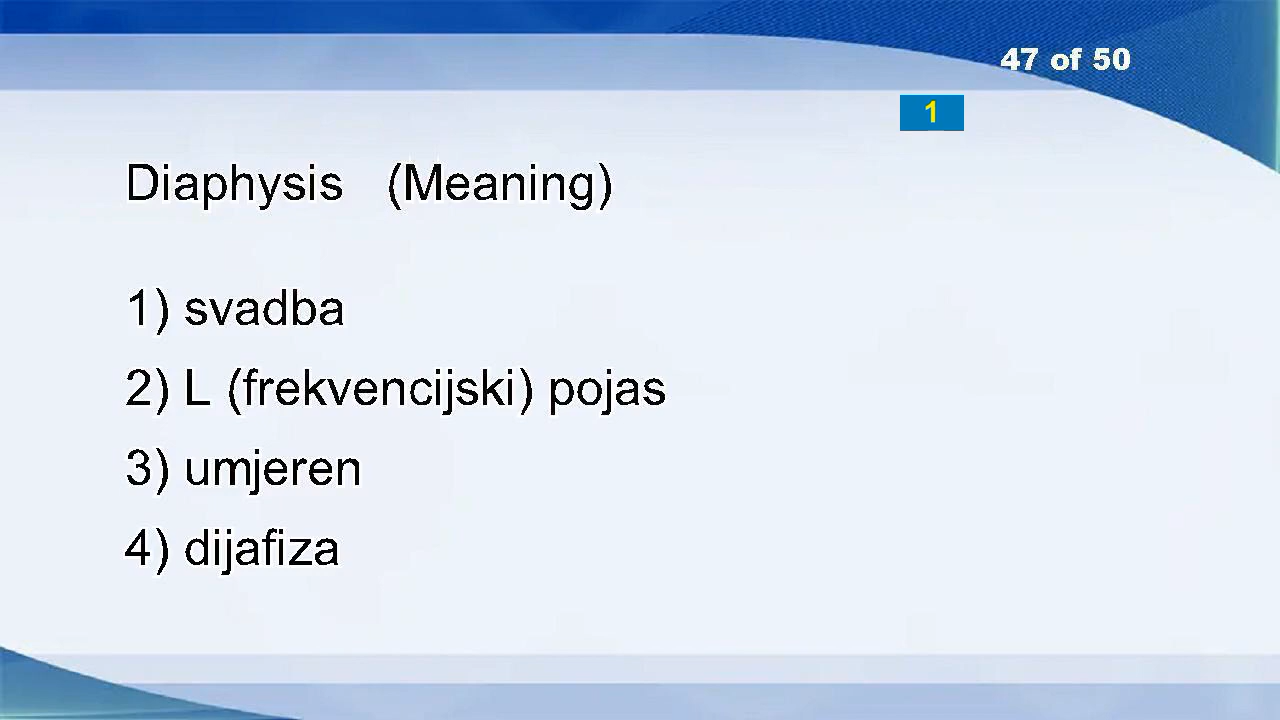 47 of 50
1
Diaphysis (Meaning)
1) svadba
2) L (frekvencijski) pojas
3) umjeren
4) dijafiza